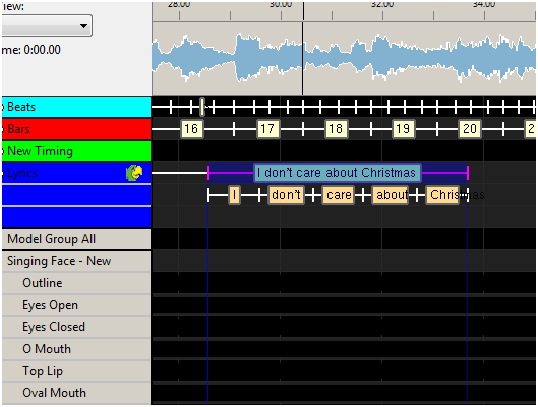 View:
28.00 30.00 32.00 34.00
me: 0:00.00
Beats
Bars 16 17 18 19 20
New Timing
Lyrics I don't care about Christmas
I don't care about Christmas
Model Group All
Singing Face - New
Outline
Eyes Open
Eyes Closed
O Mouth
Top Lip
Oval Mouth